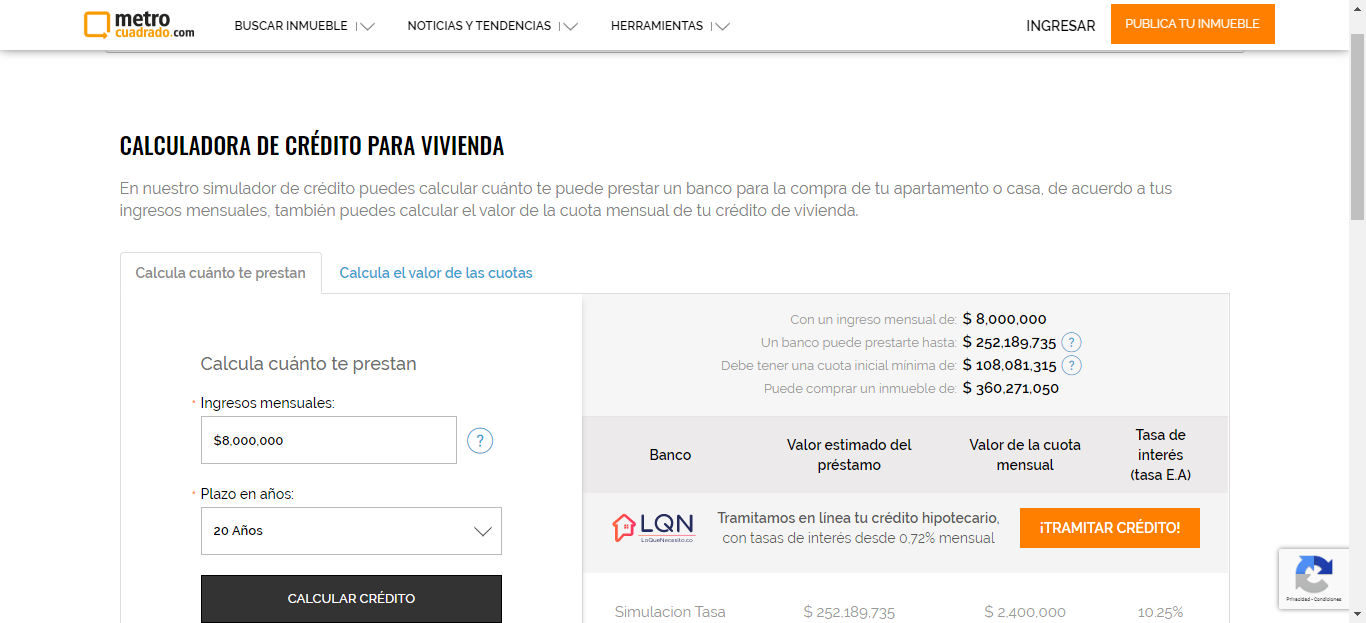 metro
cuadrado.com
BUSCAR INMUEBLE
NOTICIAS Y TENDENCIAS
HERRAMIENTAS
INGRESAR
PUBLICA TU INMUEBLE
CALCULADORA DE CRÉDITO PARA VIVIENDA
En nuestro simulador de crédito puedes calcular cuánto te puede prestar un banco para la compra de tu apartamento o casa, de acuerdo a tus
ingresos mensuales, también puedes calcular el valor de la cuota mensual de tu crédito de vivienda.
Calcula cuánto te prestan
Calcula el valor de las cuotas
Calcula cuánto te prestan
* Ingresos mensuales:
$8,000,000
?
* Plazo en años:
20 Años
CALCULAR CRÉDITO
Con un ingreso mensual de: $ 8,000,000
Un banco puede prestarte hasta: $ 252,189,735 ?
Debe tener una cuota inicial mínima de: $ 108,081,315 ?
Puede comprar un inmueble de: $ 360,271,050
Banco
Valor estimado del
préstamo
Valor de la cuota
mensual
Tasa de
interés
(tasa E.A)
LQN
LoQueNecesito.co
Tramitamos en línea tu crédito hipotecario,
con tasas de interés desde 0.72% mensual
¡TRAMITAR CRÉDITO!
Simulacion Tasa
$ 252,189,735
$ 2,400,000
10.25%
Privacidad - Condiciones